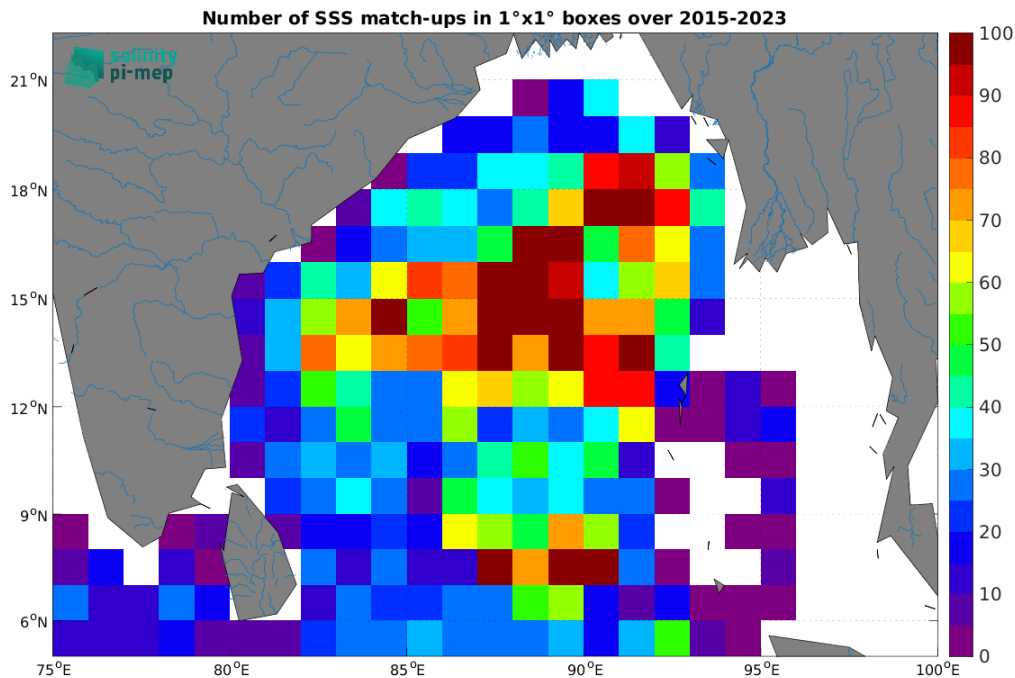 Number of SSS match-ups in 1°x1° boxes over 2015-2023
salinity
pi-mep
21°N
18°N
15°N
12°N
9°N
6°N
75°E 80°E 85°E 90°E 95°E 100°E
100
90
80
70
60
50
40
30
20
10
0